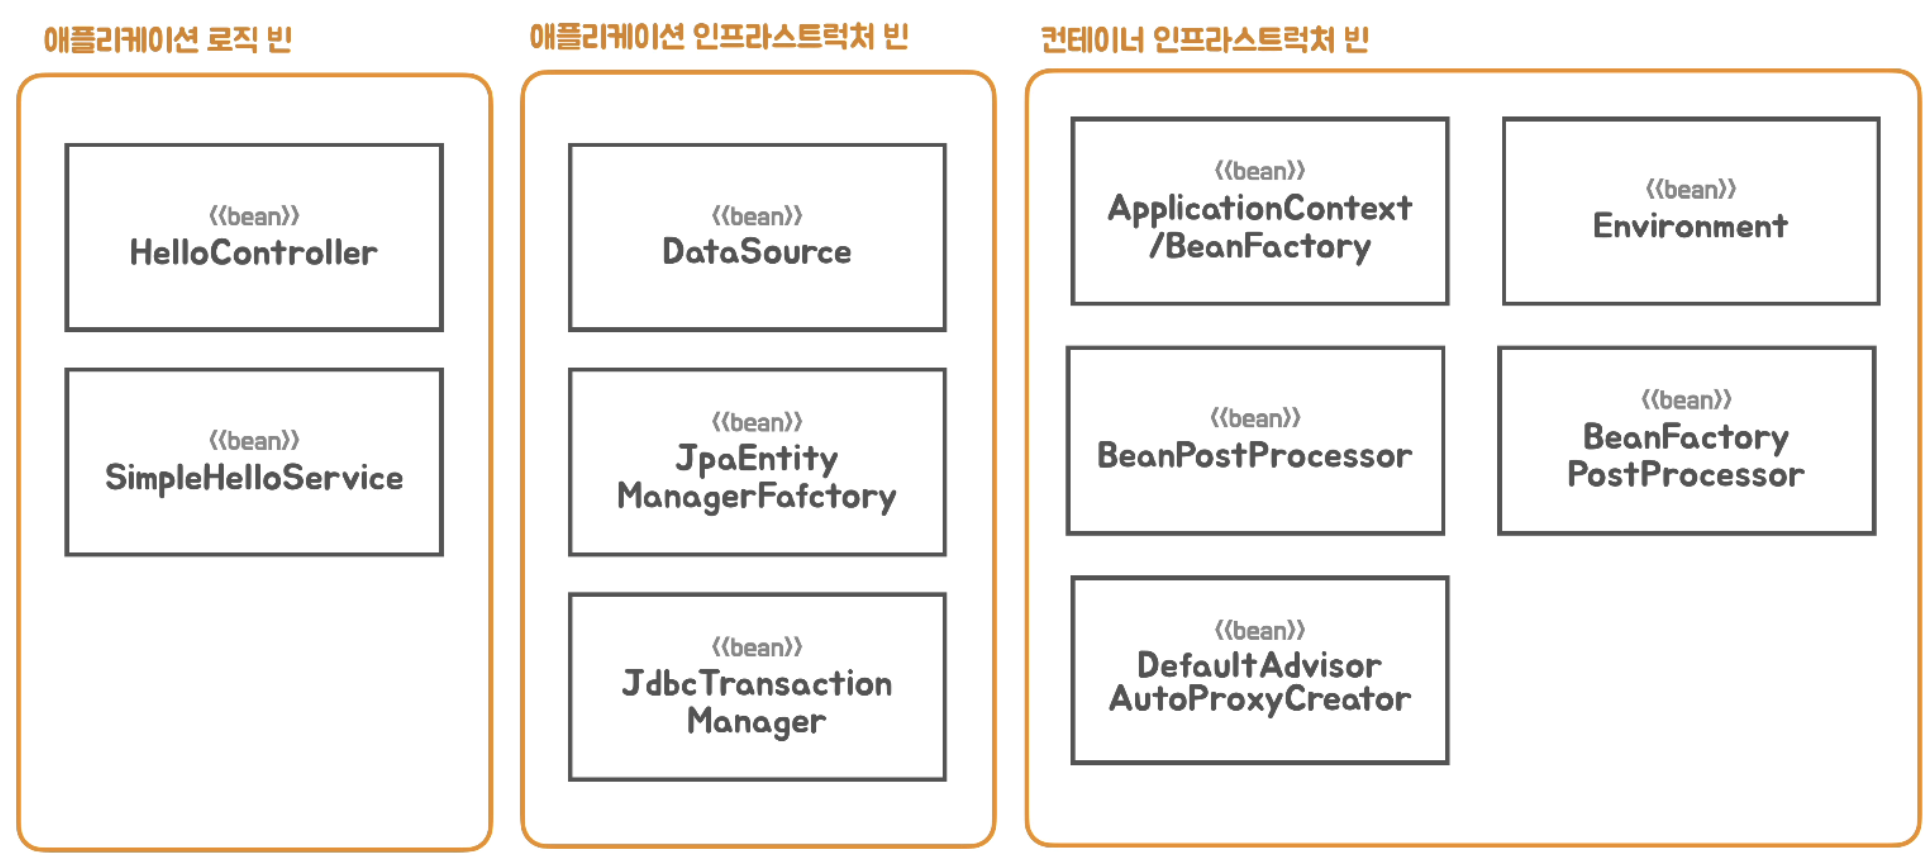 애플리케이션 로직 빈
<<bean>>
HelloController
<<bean>>
SimpleHelloService
애플리케이션 인프라스트럭처 빈
<<bean>>
DataSource
<<bean>>
JpaEntity
ManagerFafctory
<<bean>>
JdbcTransaction
Manager
컨테이너 인프라스트럭처 빈
<<bean>>
ApplicationContext
/BeanFactory
<<bean>>
Environment
<<bean>>
BeanPostProcessor
<<bean>>
BeanFactory
PostProcessor
<<bean>>
DefaultAdvisor
AutoProxyCreator